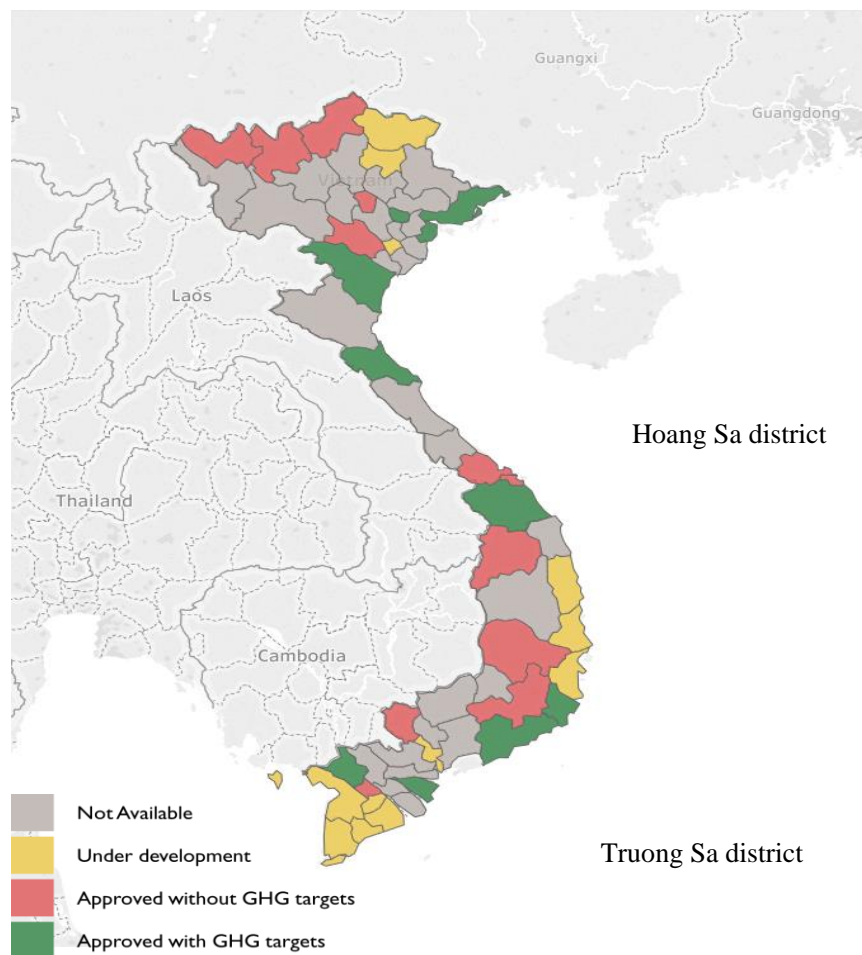 Guangxi
Guangdong
Vietnam
Laos
Hoang Sa district
Thailand
Cambodia
Not Available
Under development
Truong Sa district
Approved without GHG targets
Approved with GHG targets